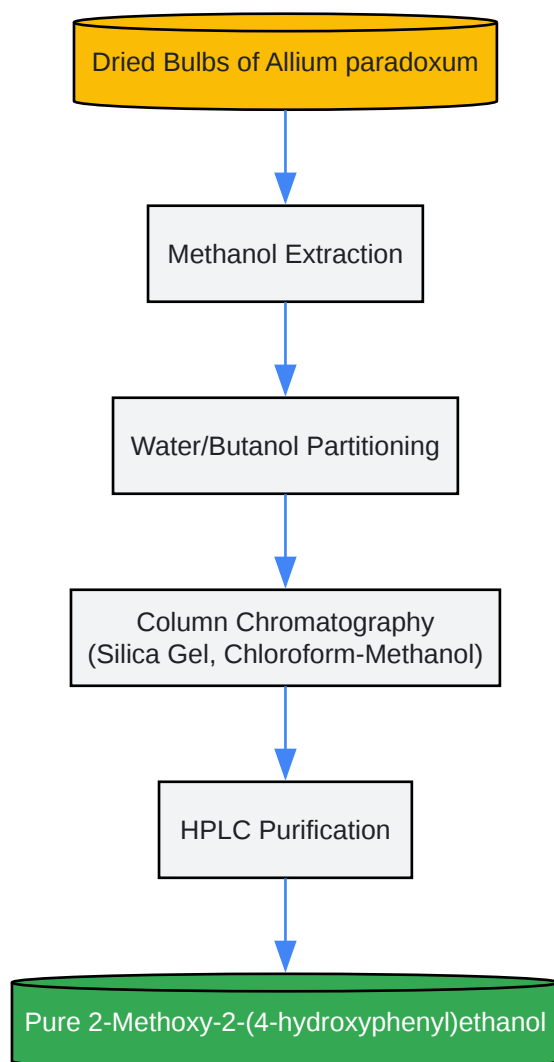 Dried Bulbs of Allium paradoxum
Methanol Extraction
Water/Butanol Partitioning
Column Chromatography
(Silica Gel, Chloroform-Methanol)
HPLC Purification
Pure 2-Methoxy-2-(4-hydroxyphenyl)ethanol